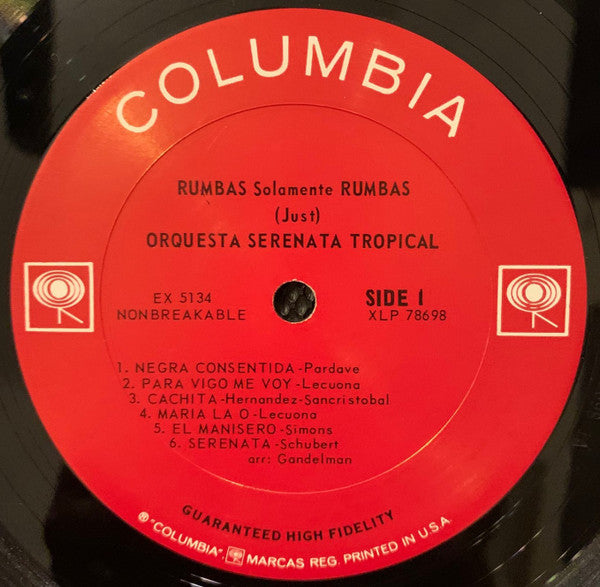 COLUMBIA
RUMBAS Solamente RUMBAS
(Just)
ORQUESTA SERENATA TROPICAL
EX 5134
NONBREAKABLE
SIDE 1
XLP 78698
1. NEGRA CONSENTIDA -Pardave
2. PARA VIGO ME VOY -Lecuona
3. CACHITA -Hernandez-Sancristobal
4. MARIA LA O -Lecuona
5. EL MANISERO -Simons
6. SERENATA -Schubert
arr: Gandelman
GUARANTEED HIGH FIDELITY
® "COLUMBIA", MARCAS REG. PRINTED IN U.S.A.